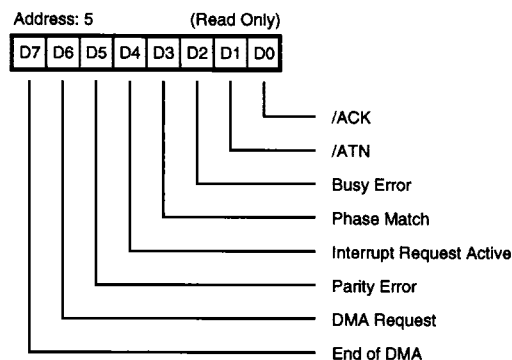 Address: 5 (Read Only)
D7 D6 D5 D4 D3 D2 D1 D0
/ACK
/ATN
Busy Error
Phase Match
Interrupt Request Active
Parity Error
DMA Request
End of DMA